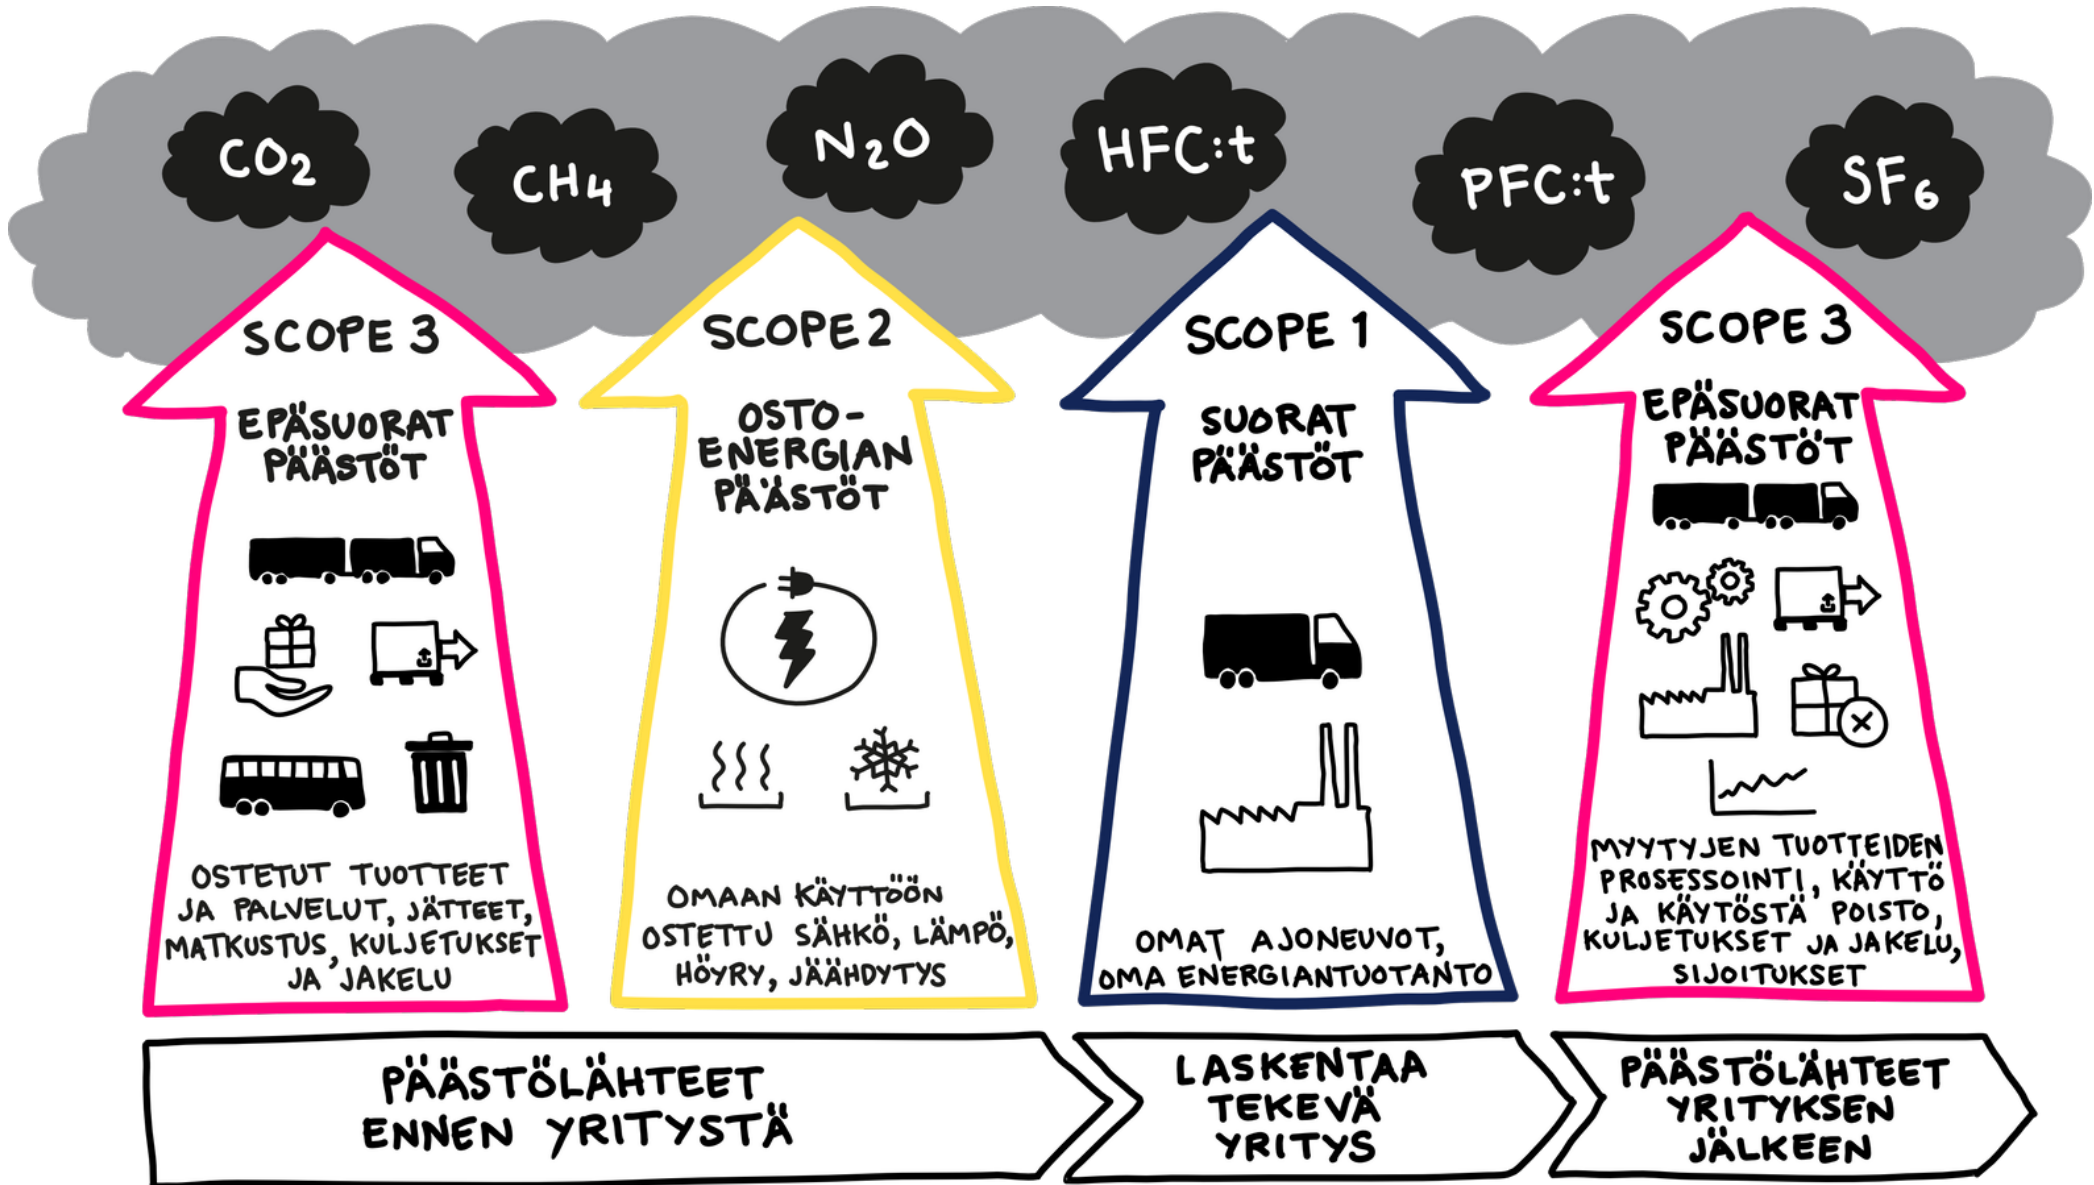 CO₂
CH₄
N₂O
HFC:t
PFC:t
SF₆
SCOPE 3
EPÄSUORAT
PÄÄSTÖT
OSTETUT TUOTTEET
JA PALVELUT, JÄTTEET,
MATKUSTUS, KULJETUKSET
JA JAKELU
SCOPE 2
OSTO-
ENERGIAN
PÄÄSTÖT
OMAAN KÄYTTÖÖN
OSTETTU SÄHKÖ, LÄMPÖ,
HÖYRY, JÄÄHDYTYS
SCOPE 1
SUORAT
PÄÄSTÖT
OMAT AJONEUVOT,
OMA ENERGIANTUOTANTO
SCOPE 3
EPÄSUORAT
PÄÄSTÖT
MYYTYJEN TUOTTEIDEN
PROSESSOINTI, KÄYTTÖ
JA KÄYTÖSTÄ POISTO,
KULJETUKSET JA JAKELU,
SIJOITUKSET
PÄÄSTÖLÄHTEET
ENNEN YRITYSTÄ
LASKENTAA
TEKEVÄ
YRITYS
PÄÄSTÖLÄHTEET
YRITYKSEN
JÄLKEEN